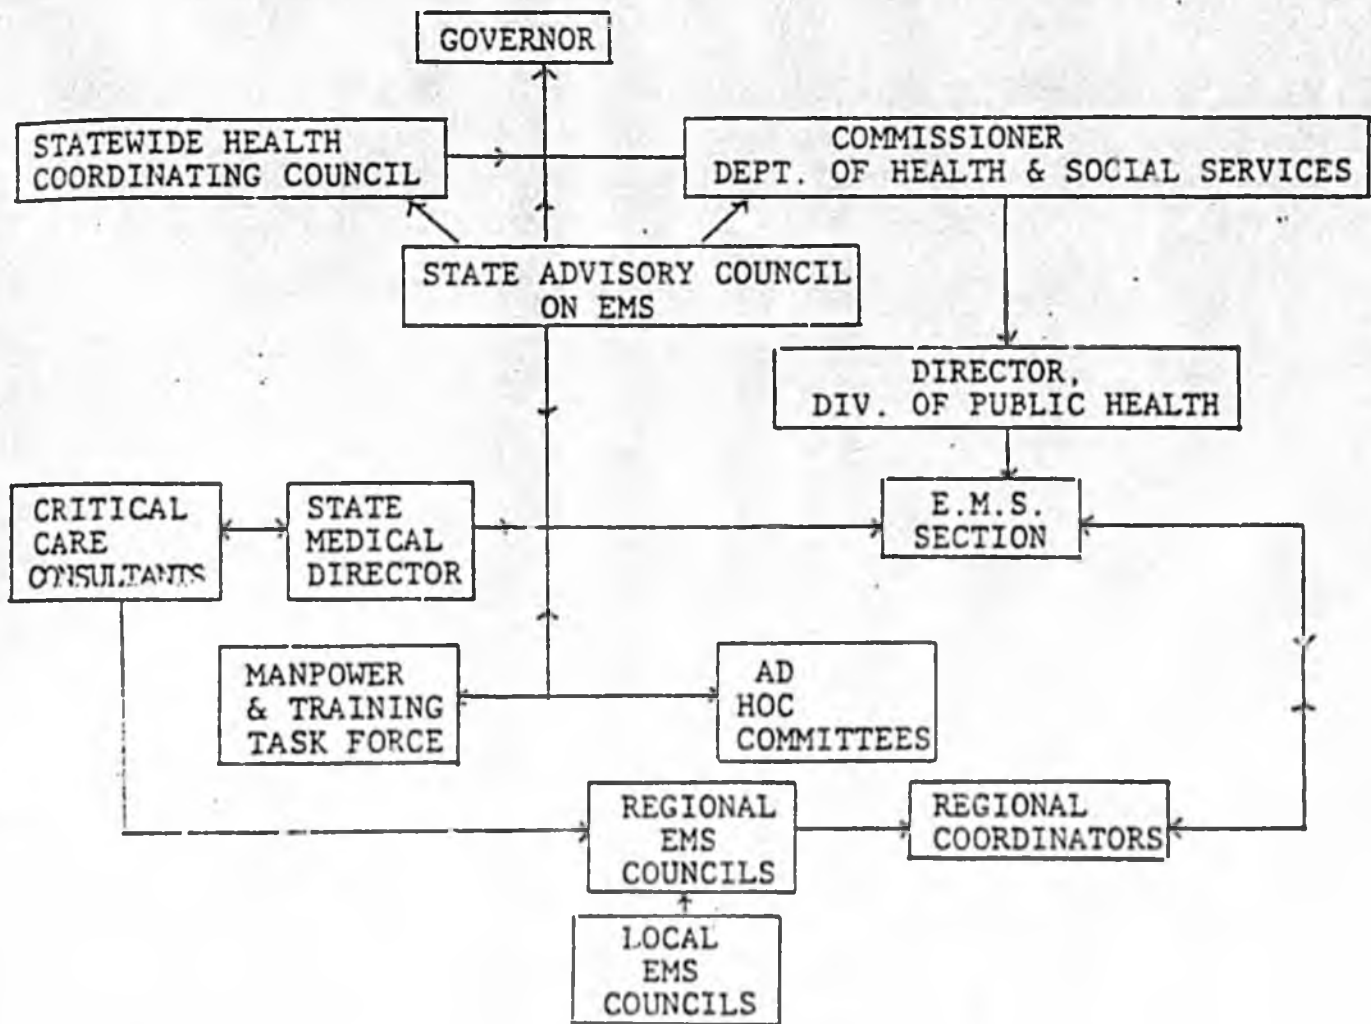 GOVERNOR
STATEWIDE HEALTH
COORDINATING COUNCIL
COMMISSIONER
DEPT. OF HEALTH & SOCIAL SERVICES
STATE ADVISORY COUNCIL
ON EMS
DIRECTOR,
DIV. OF PUBLIC HEALTH
CRITICAL
CARE
CONSULTANTS
STATE
MEDICAL
DIRECTOR
E.M.S.
SECTION
MANPOWER
& TRAINING
TASK FORCE
AD
HOC
COMMITTEES
REGIONAL
EMS
COUNCILS
REGIONAL
COORDINATORS
LOCAL
EMS
COUNCILS